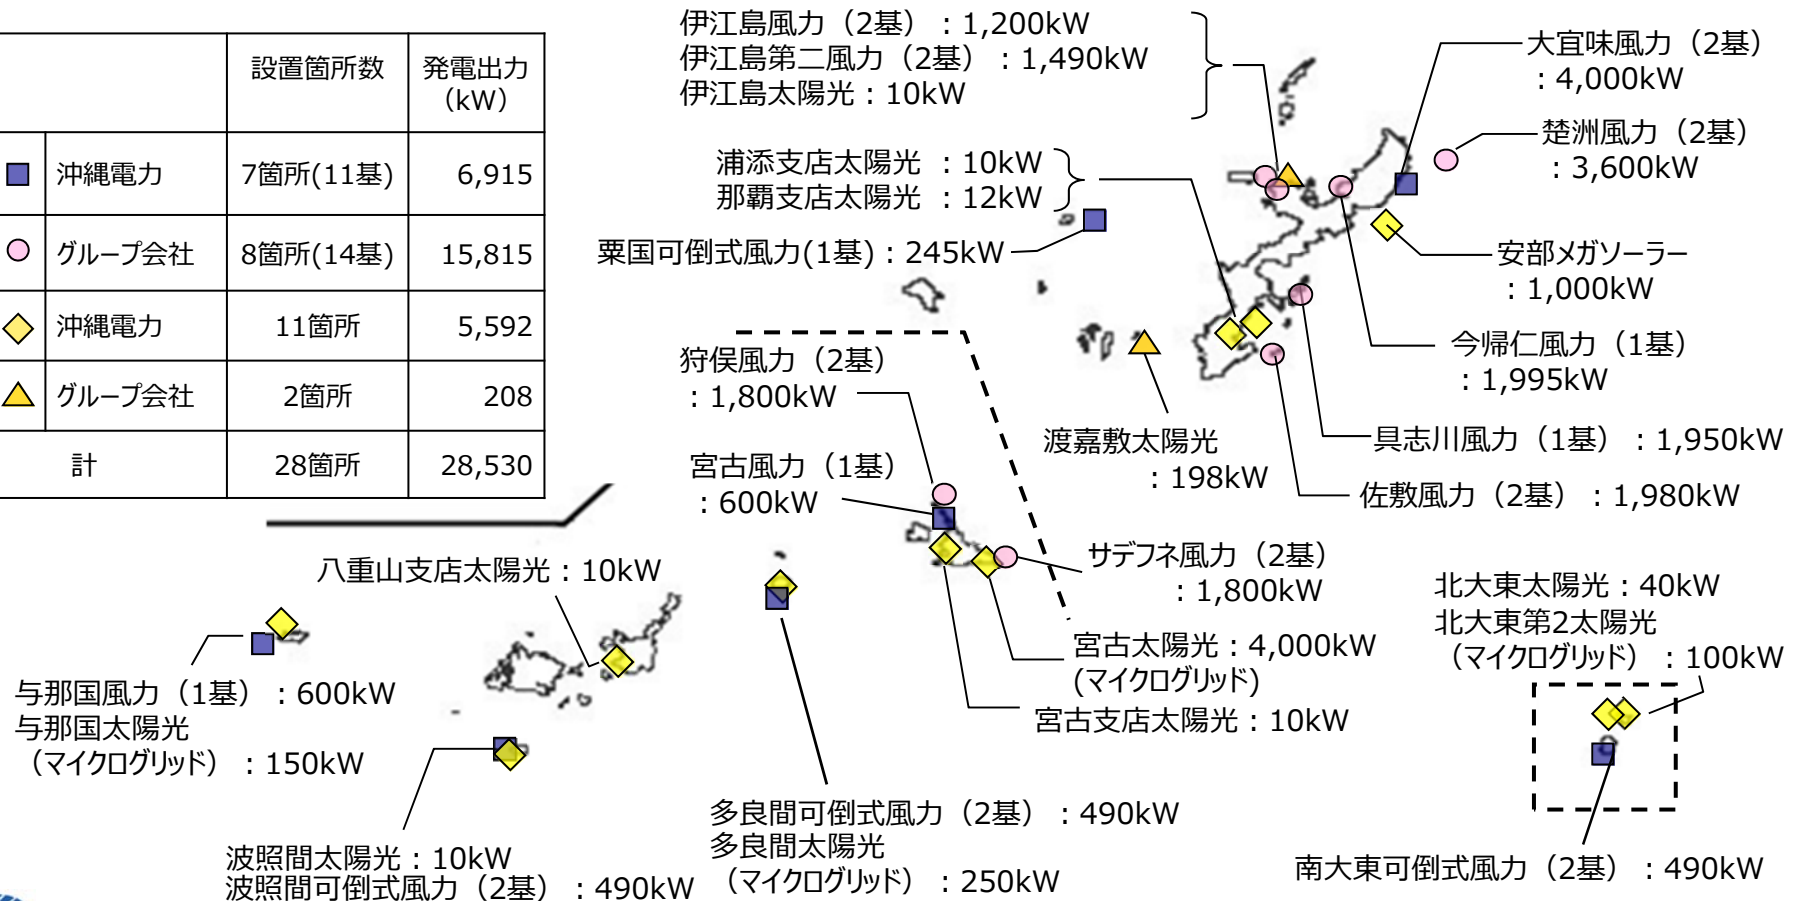 設置箇所数 発電出力
（kW）
沖縄電力 7箇所(11基) 6,915
グループ会社 8箇所(14基) 15,815
沖縄電力 11箇所 5,592
グループ会社 2箇所 208
計 28箇所 28,530
伊江島風力（2基）：1,200kW
伊江島第二風力（2基）：1,490kW
伊江島太陽光：10kW
大宜味風力（2基）
：4,000kW
楚洲風力（2基）
：3,600kW
浦添支店太陽光 ：10kW
那覇支店太陽光 ：12kW
粟国可倒式風力(1基)：245kW
安部メガソーラー
：1,000kW
今帰仁風力（1基）
：1,995kW
狩俣風力（2基）
：1,800kW
渡嘉敷太陽光
：198kW
具志川風力（1基）：1,950kW
佐敷風力（2基）：1,980kW
宮古風力（1基）
：600kW
サデフネ風力（2基）
：1,800kW
八重山支店太陽光：10kW
北大東太陽光：40kW
北大東第2太陽光
（マイクログリッド）：100kW
宮古太陽光：4,000kW
(マイクログリッド)
宮古支店太陽光：10kW
与那国風力（1基）：600kW
与那国太陽光
（マイクログリッド）：150kW
多良間可倒式風力（2基）：490kW
多良間太陽光
（マイクログリッド）：250kW
波照間太陽光：10kW
波照間可倒式風力（2基）：490kW
南大東可倒式風力（2基）：490kW